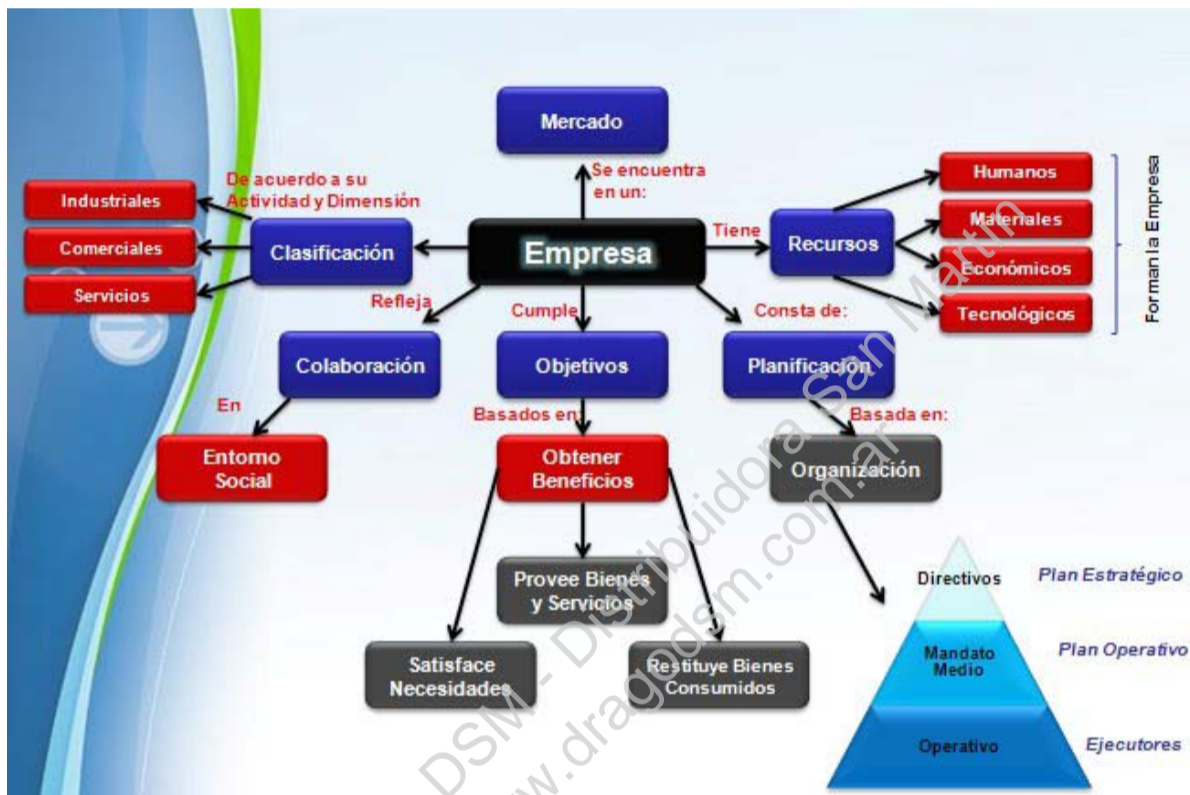 Mercado
Se encuentra
en un:
De acuerdo a su
Actividad y Dimensión
Industriales
Comerciales
Servicios
Clasificación
Empresa
Tiene
Recursos
Humanos
Materiales
Económicos
Tecnológicos
Forman la Empresa
Refleja
Cumple
Consta de:
Colaboración
Objetivos
Planificación
En
Basados en:
Basada en:
Entorno
Social
Obtener
Beneficios
Organización
Provee Bienes
y Servicios
Satisface
Necesidades
Restituye Bienes
Consumidos
Directivos
Plan Estratégico
Mandato
Medio
Plan Operativo
Operativo
Ejecutores
DSM - Distribuidora San Martin
www.dragodsm.com.ar